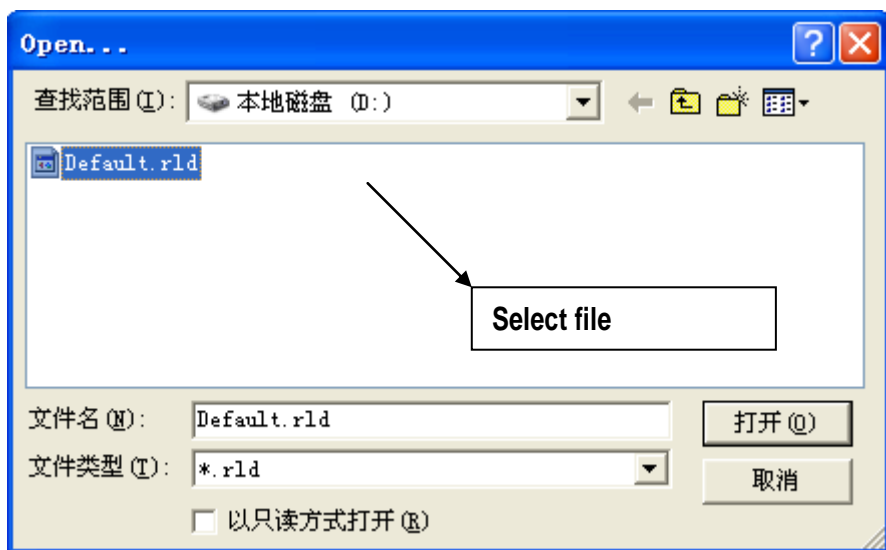 Open...
查找范围(I): 本地磁盘 (D:)
Default.rld
Select file
文件名(N): Default.rld 打开(O)
文件类型(T): *.rld 取消
以只读方式打开(R)